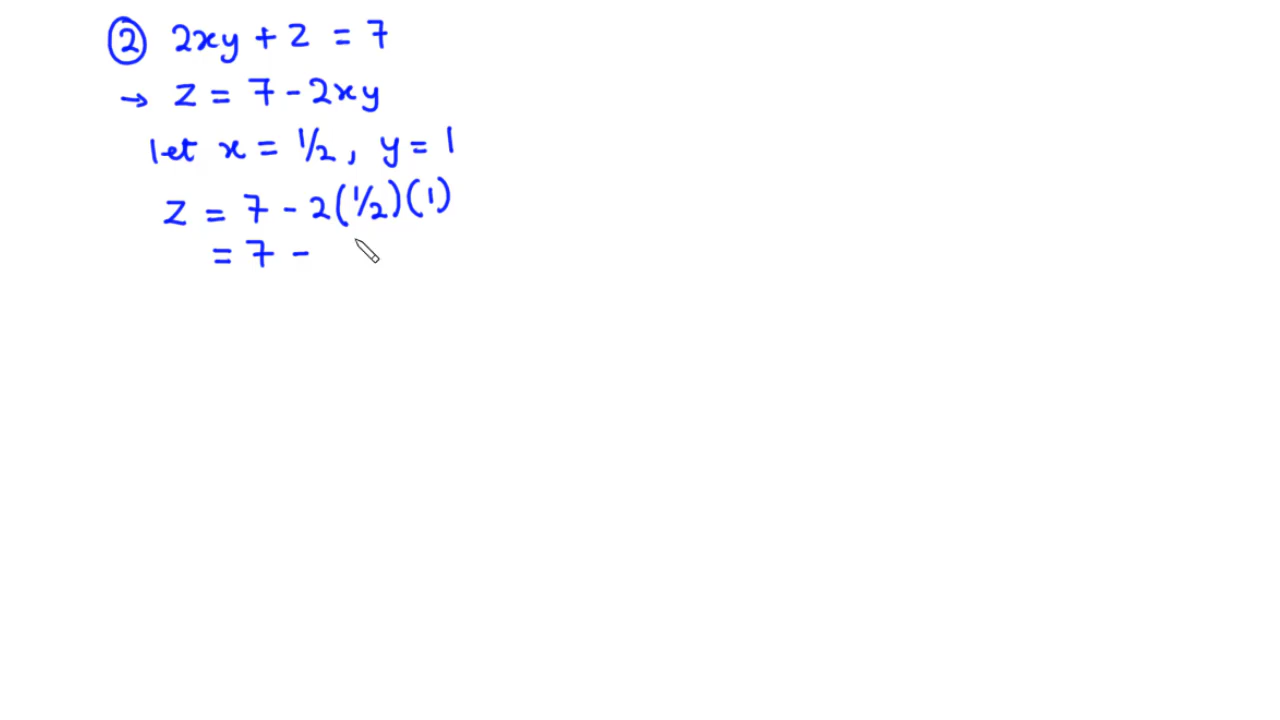 ② 2xy + z = 7
→ z = 7 - 2xy
let x = 1/2, y = 1
z = 7 - 2(1/2)(1)
= 7 -